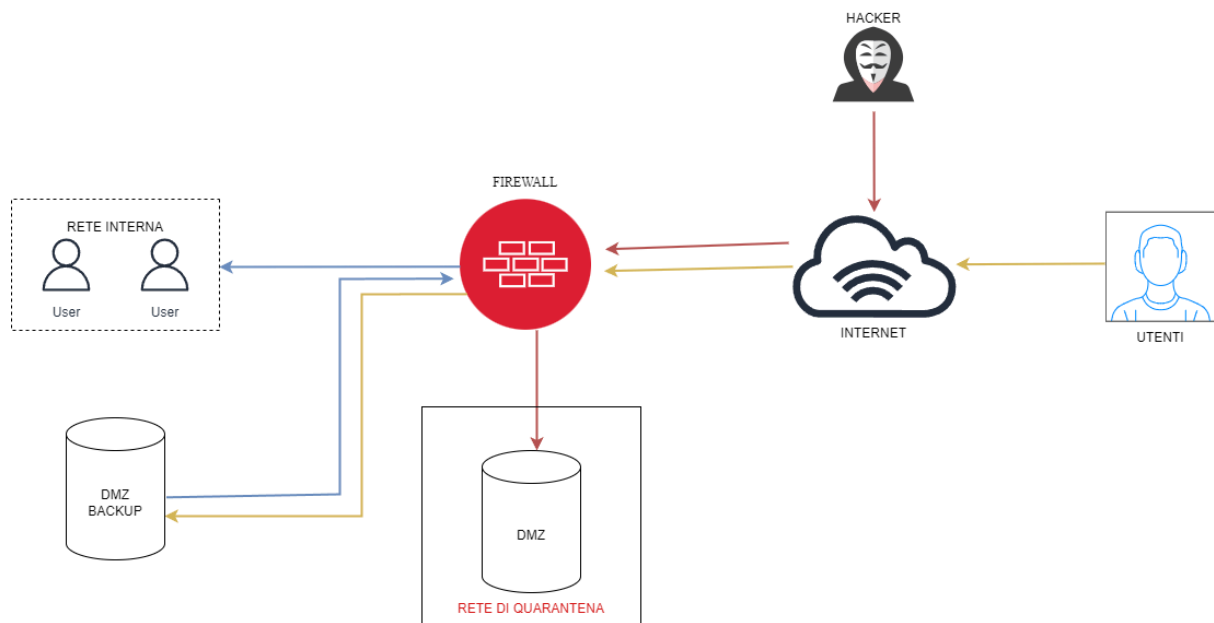 HACKER
FIREWALL
RETE INTERNA
User
User
INTERNET
UTENTI
DMZ
BACKUP
DMZ
RETE DI QUARANTENA